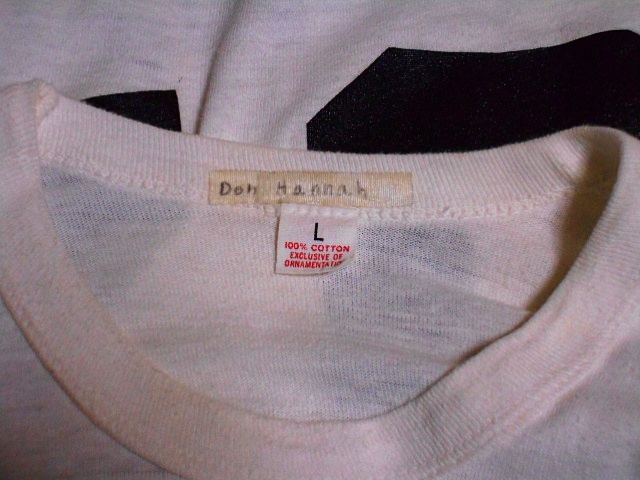 Don Hannah
L
100% COTTON
EXCLUSIVE OF
ORNAMENTATION